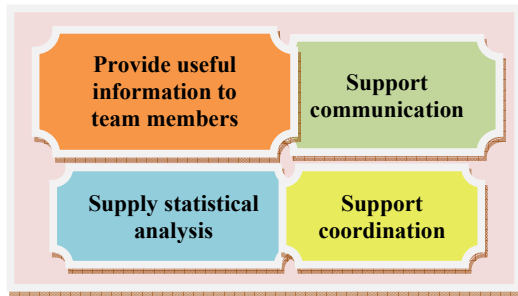 Provide useful
information to
team members
Support
communication
Supply statistical
analysis
Support
coordination